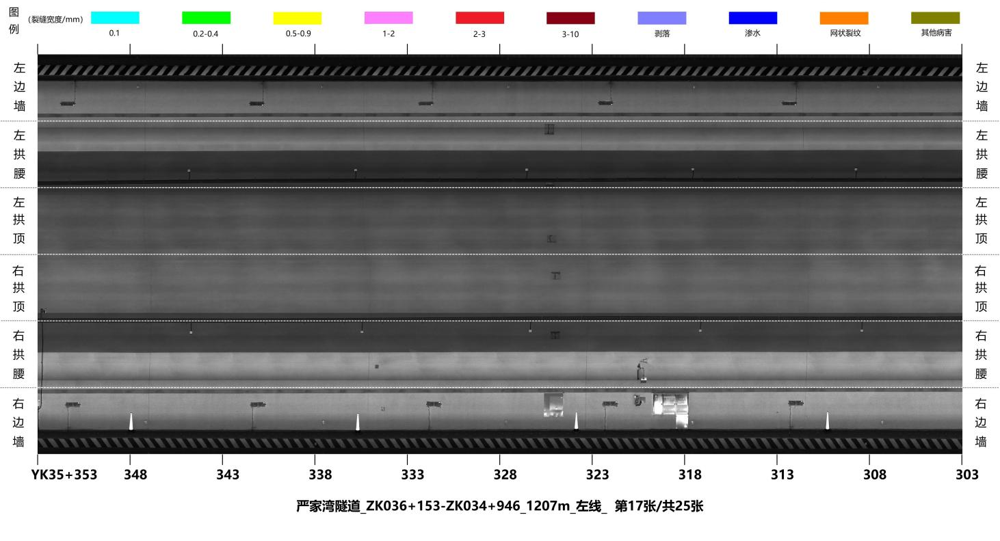 图例 (裂缝宽度/mm)
0.1 0.2-0.4 0.5-0.9 1-2 2-3 3-10 剥落 渗水 网状裂纹 其他病害
左边墙 左边墙
左拱腰 左拱腰
左拱顶 左拱顶
右拱顶 右拱顶
右拱腰 右拱腰
右边墙 右边墙
YK35+353 348 343 338 333 328 323 318 313 308 303
严家湾隧道_ZK036+153-ZK034+946_1207m_左线_ 第17张/共25张